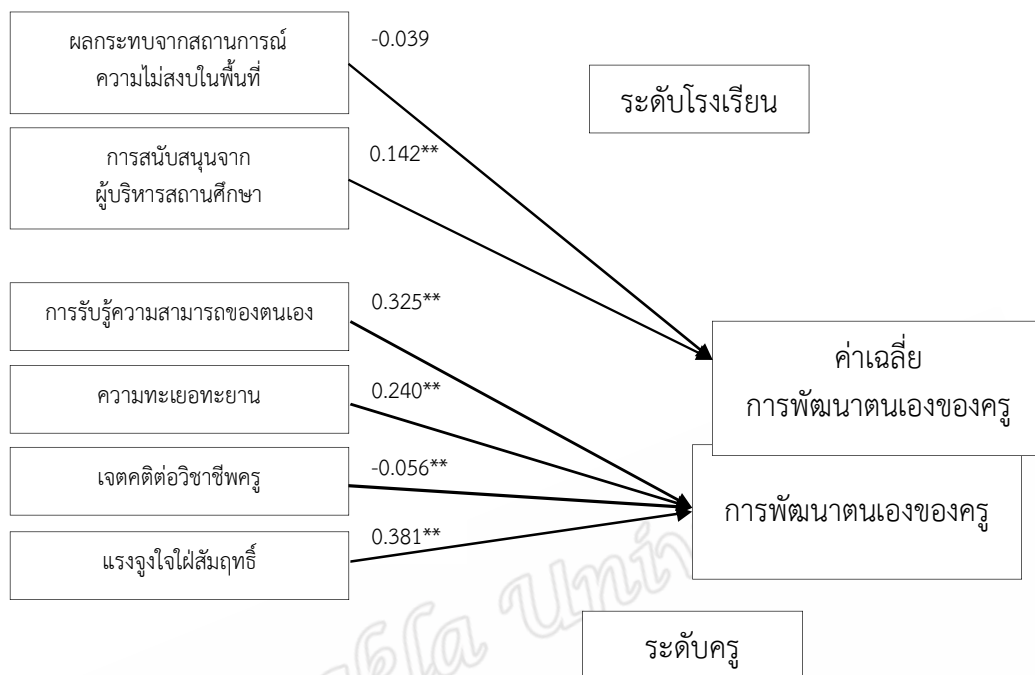 ผลกระทบจากสถานการณ์
ความไม่สงบในพื้นที่
-0.039
ระดับโรงเรียน
การสนับสนุนจาก
ผู้บริหารสถานศึกษา
0.142**
การรับรู้ความสามารถของตนเอง
0.325**
ค่าเฉลี่ย
การพัฒนาตนเองของครู
ความทะเยอทะยาน
0.240**
เจตคติต่อวิชาชีพครู
-0.056**
การพัฒนาตนเองของครู
แรงจูงใจใฝ่สัมฤทธิ์
0.381**
ระดับครู